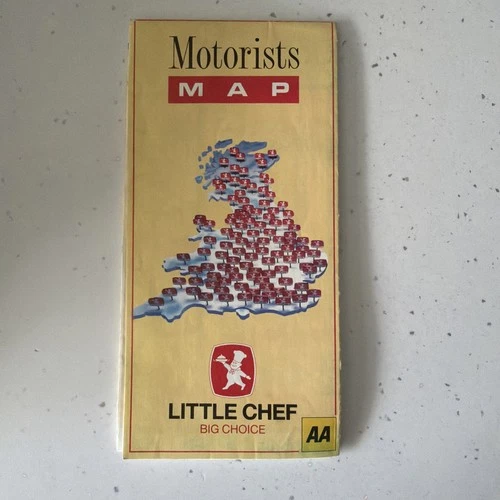 Motorists
MAP
LITTLE CHEF
BIG CHOICE
AA